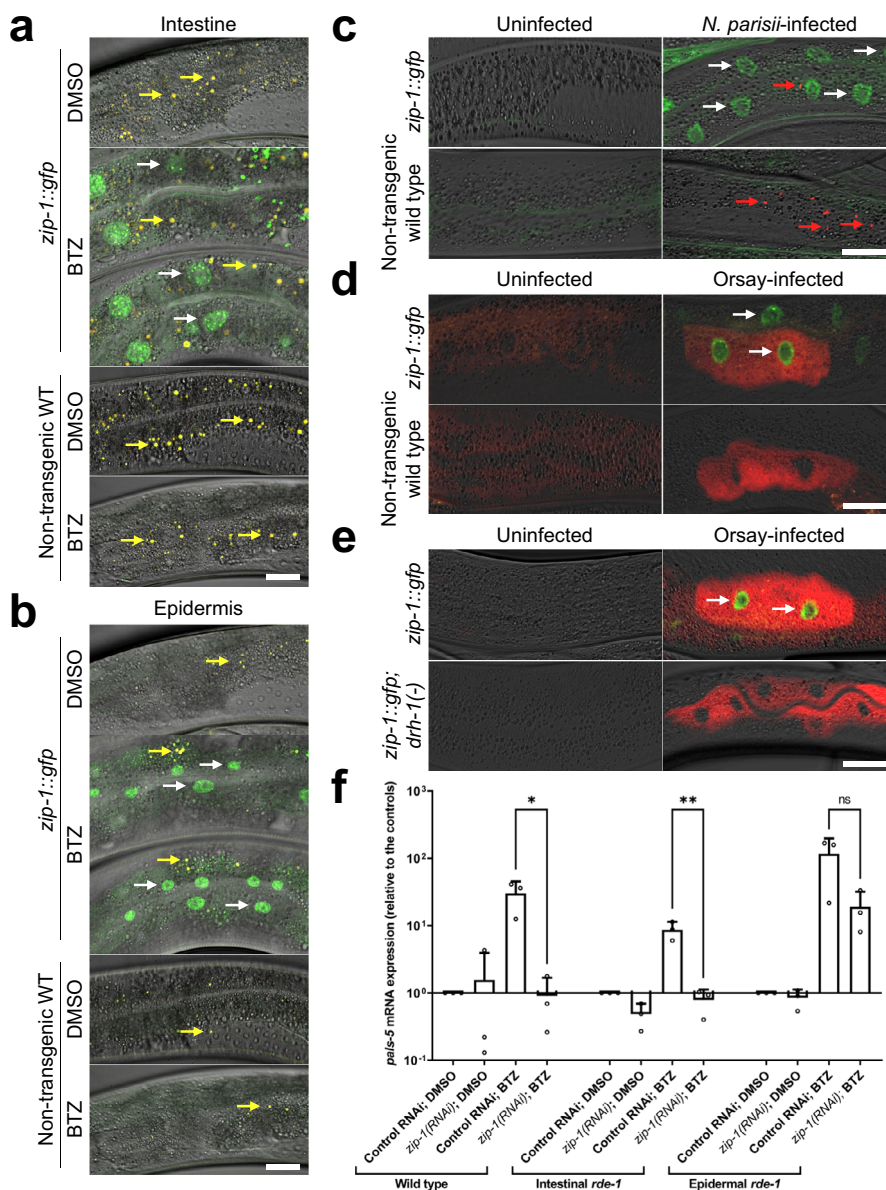 a
Intestine
zip-1::gfp
DMSO
BTZ
Non-transgenic WT
DMSO
BTZ
b
Epidermis
zip-1::gfp
DMSO
BTZ
Non-transgenic WT
DMSO
BTZ
c
Uninfected
N. parisii-infected
zip-1::gfp
Non-transgenic
wild type
d
Uninfected
Orsay-infected
zip-1::gfp
Non-transgenic
wild type
e
Uninfected
Orsay-infected
zip-1::gfp
zip-1::gfp;
drh-1(-)
f
pals-5 mRNA expression (relative to the controls)
10³
10²
10¹
10⁰
10⁻¹
*
**
ns
Control RNAi; DMSO
zip-1(RNAi); DMSO
Control RNAi; BTZ
zip-1(RNAi); BTZ
Control RNAi; DMSO
zip-1(RNAi); DMSO
Control RNAi; BTZ
zip-1(RNAi); BTZ
Control RNAi; DMSO
zip-1(RNAi); DMSO
Control RNAi; BTZ
zip-1(RNAi); BTZ
Wild type
Intestinal rde-1
Epidermal rde-1